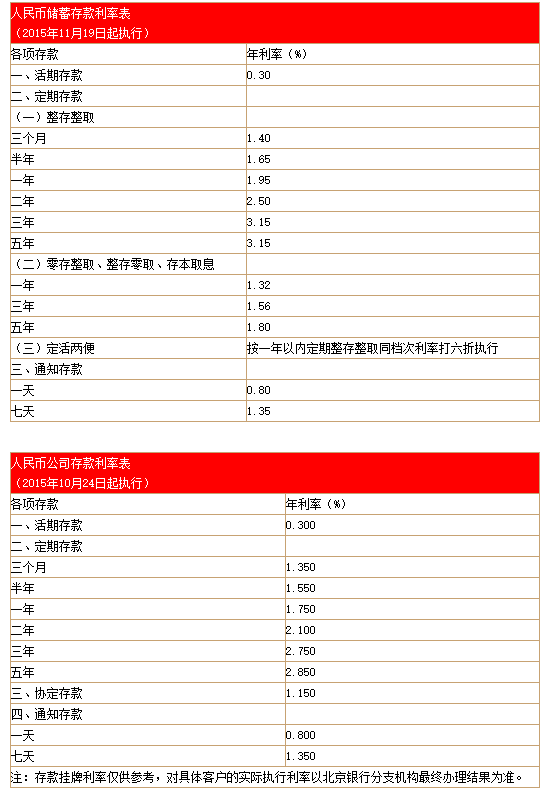 人民币储蓄存款利率表
（2015年11月19日起执行）
各项存款 年利率（%）
一、活期存款 0.30
二、定期存款
（一）整存整取
三个月 1.40
半年 1.65
一年 1.95
二年 2.50
三年 3.15
五年 3.15
（二）零存整取、整存零取、存本取息
一年 1.32
三年 1.56
五年 1.80
（三）定活两便 按一年以内定期整存整取同档次利率打六折执行
三、通知存款
一天 0.80
七天 1.35
人民币公司存款利率表
（2015年10月24日起执行）
各项存款 年利率（%）
一、活期存款 0.300
二、定期存款
三个月 1.350
半年 1.550
一年 1.750
二年 2.100
三年 2.750
五年 2.850
三、协定存款 1.150
四、通知存款
一天 0.800
七天 1.350
注：存款挂牌利率仅供参考，对具体客户的实际执行利率以北京银行分支机构最终办理结果为准。